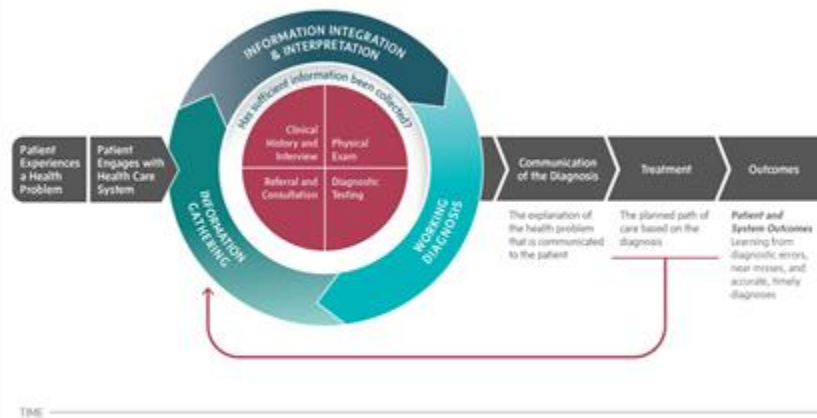 INFORMATION INTEGRATION
& INTERPRETATION
Has sufficient information been collected?
Clinical
History and
Interview
Physical
Exam
Referral and
Consultation
Diagnostic
Testing
INFORMATION
GATHERING
WORKING
DIAGNOSIS
Patient
Experiences
a Health
Problem
Patient
Engages with
Health Care
System
Communication
of the Diagnosis
Treatment
Outcomes
The explanation of
the health problem
that is communicated
to the patient
The planned path of
care based on the
diagnosis
Patient and
System Outcomes
Learning from
diagnostic errors,
near misses, and
accurate, timely
diagnoses
TIME